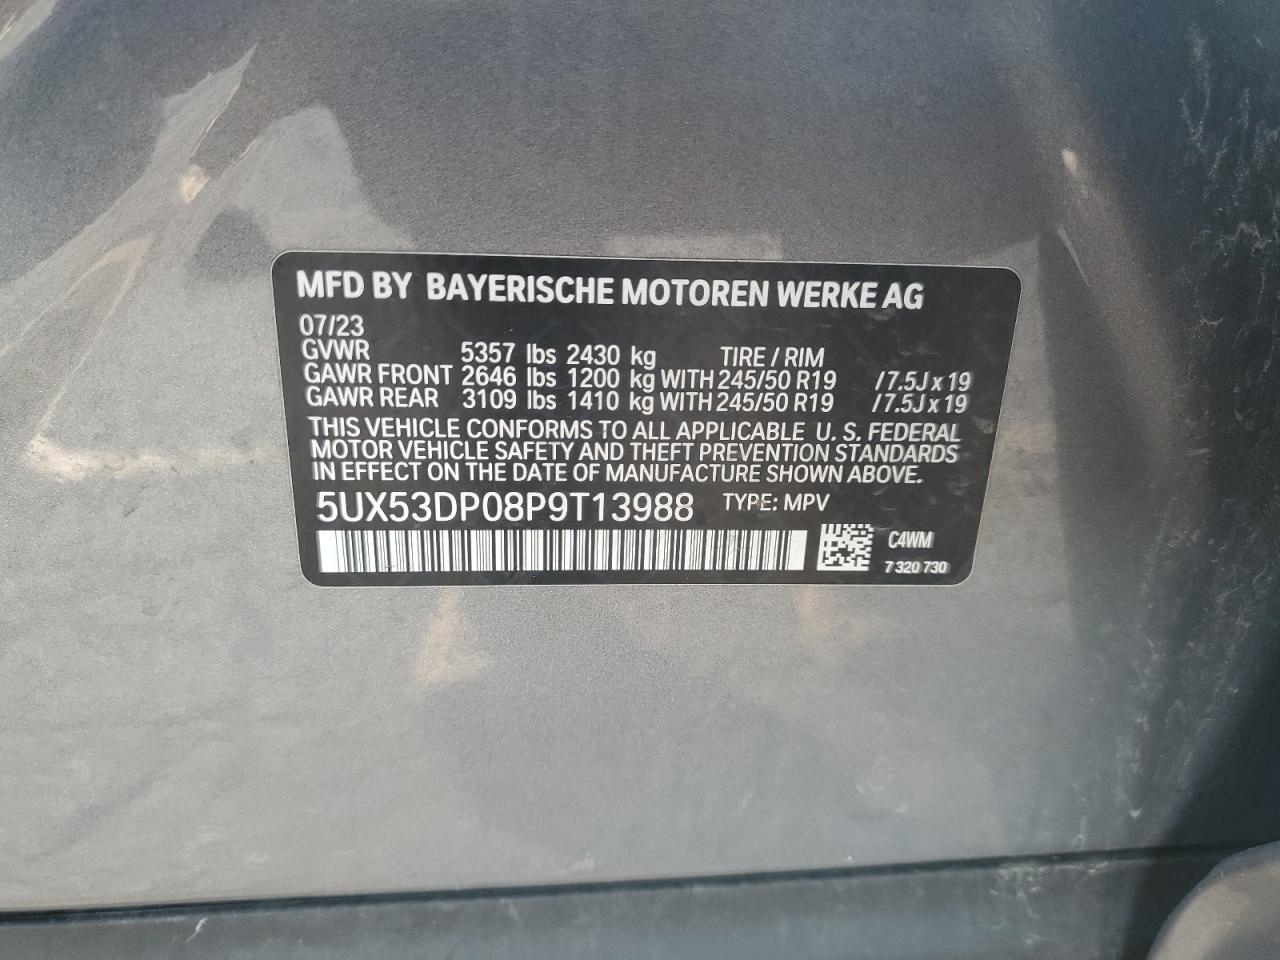 MFD BY BAYERISCHE MOTOREN WERKE AG
07/23
GVWR 5357 lbs 2430 kg TIRE / RIM
GAWR FRONT 2646 lbs 1200 kg WITH 245/50 R19 / 7.5J x 19
GAWR REAR 3109 lbs 1410 kg WITH 245/50 R19 / 7.5J x 19
THIS VEHICLE CONFORMS TO ALL APPLICABLE U. S. FEDERAL
MOTOR VEHICLE SAFETY AND THEFT PREVENTION STANDARDS
IN EFFECT ON THE DATE OF MANUFACTURE SHOWN ABOVE.
5UX53DP08P9T13988 TYPE: MPV
C4WM
7 320 730